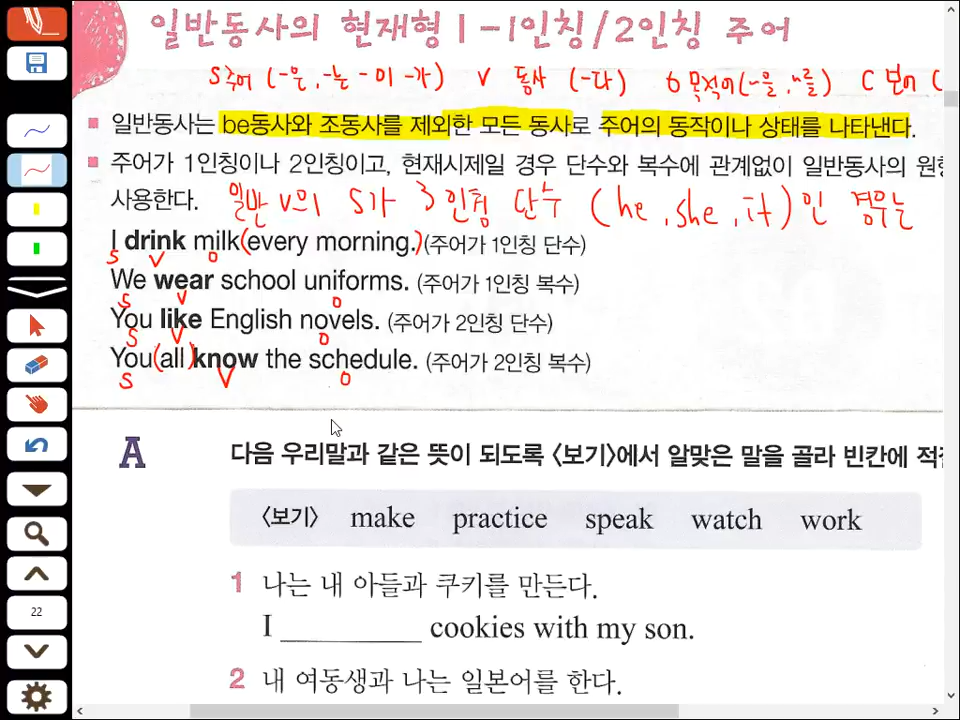 일반동사의 현재형 1-1인칭/2인칭 주어
S 주어 (-은, -는 -이 -가) V 동사 (-다) O 목적어(-을, -를) C 보어 (
일반동사는 be동사와 조동사를 제외한 모든 동사로 주어의 동작이나 상태를 나타낸다.
주어가 1인칭이나 2인칭이고, 현재시제일 경우 단수와 복수에 관계없이 일반동사의 원형
사용한다. 일반 V의 S가 3인칭 단수 (he, she, it)인 경우는
I drink milk (every morning.) (주어가 1인칭 단수)
S V O
We wear school uniforms. (주어가 1인칭 복수)
S V O
You like English novels. (주어가 2인칭 단수)
S V O
You (all) know the schedule. (주어가 2인칭 복수)
S V O
A 다음 우리말과 같은 뜻이 되도록 〈보기〉에서 알맞은 말을 골라 빈칸에 적절
〈보기〉 make practice speak watch work
1 나는 내 아들과 쿠키를 만든다.
I __________ cookies with my son.
2 내 여동생과 나는 일본어를 한다.
22